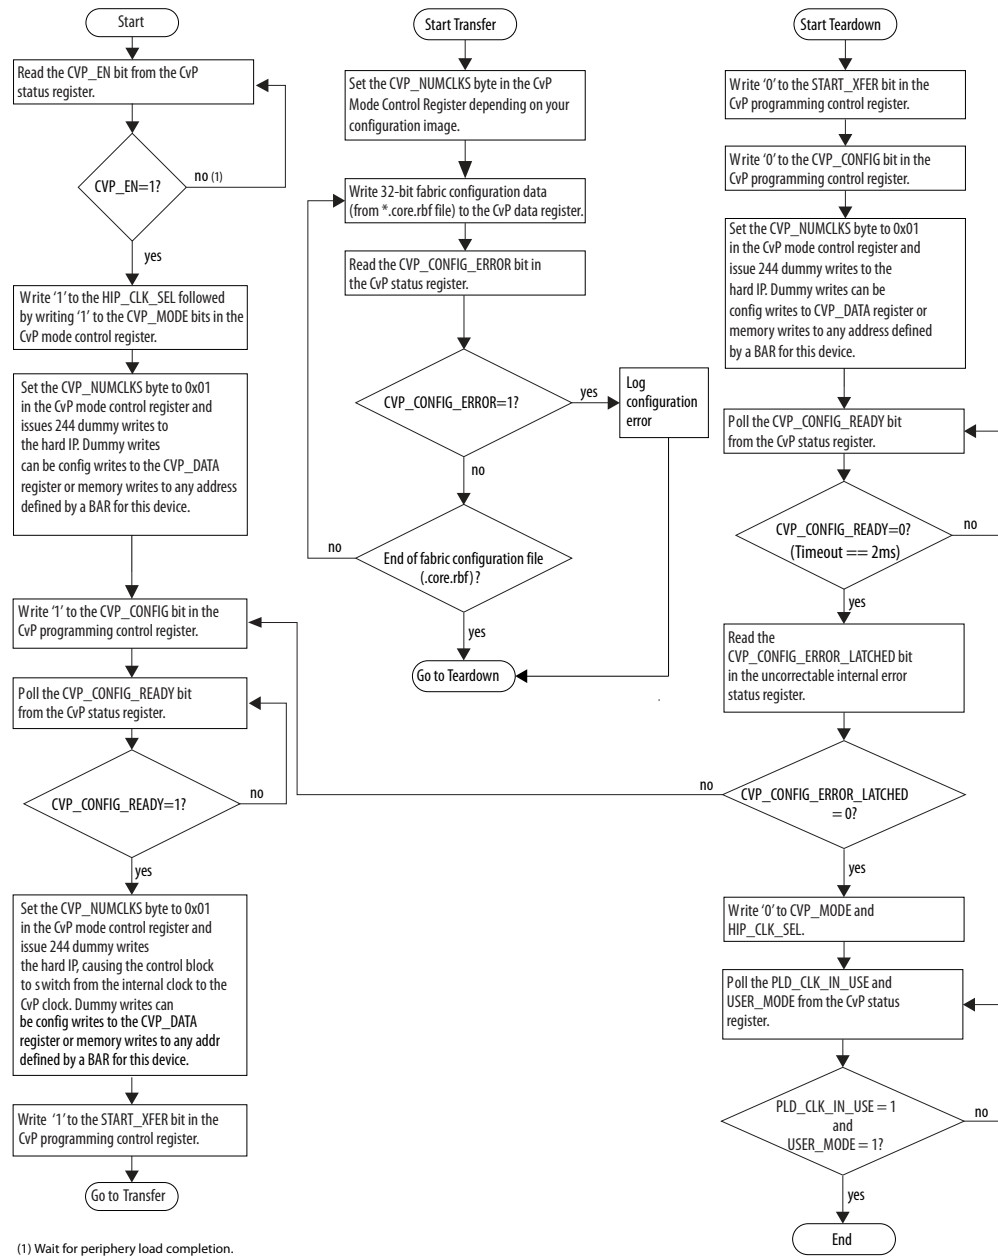 Start
Read the CVP_EN bit from the CvP
status register.
CVP_EN=1?
no (1)
yes
Write ‘1’ to the HIP_CLK_SEL followed
by writing ‘1’ to the CVP_MODE bits in the
CvP mode control register.
Set the CVP_NUMCLKS byte to 0x01
in the CvP mode control register and
issues 244 dummy writes to
the hard IP. Dummy writes
can be config writes to the CVP_DATA
register or memory writes to any address
defined by a BAR for this device.
Write ‘1’ to the CVP_CONFIG bit in the
CvP programming control register.
Poll the CVP_CONFIG_READY bit
from the CvP status register.
CVP_CONFIG_READY=1?
no
yes
Set the CVP_NUMCLKS byte to 0x01
in the CvP mode control register and
issue 244 dummy writes
the hard IP, causing the control block
to switch from the internal clock to the
CvP clock. Dummy writes can
be config writes to the CVP_DATA
register or memory writes to any addr
defined by a BAR for this device.
Write ‘1’ to the START_XFER bit in the
CvP programming control register.
Go to Transfer
(1) Wait for periphery load completion.
Start Transfer
Set the CVP_NUMCLKS byte in the CvP
Mode Control Register depending on your
configuration image.
Write 32-bit fabric configuration data
(from *.core.rbf file) to the CvP data register.
Read the CVP_CONFIG_ERROR bit in
the CvP status register.
CVP_CONFIG_ERROR=1?
yes
Log
configuration
error
no
End of fabric configuration file
(.core.rbf) ?
no
yes
Go to Teardown
Start Teardown
Write ‘0’ to the START_XFER bit in the
CvP programming control register.
Write ‘0’ to the CVP_CONFIG bit in the
CvP programming control register.
Set the CVP_NUMCLKS byte to 0x01
in the CvP mode control register and
issue 244 dummy writes to the
hard IP. Dummy writes can be
config writes to CVP_DATA register or
memory writes to any address defined
by a BAR for this device.
Poll the CVP_CONFIG_READY bit
from the CvP status register.
CVP_CONFIG_READY=0?
(Timeout == 2ms)
no
yes
Read the
CVP_CONFIG_ERROR_LATCHED bit
in the uncorrectable internal error
status register.
no
CVP_CONFIG_ERROR_LATCHED
= 0?
yes
Write ‘0’ to CVP_MODE and
HIP_CLK_SEL.
Poll the PLD_CLK_IN_USE and
USER_MODE from the CvP status
register.
PLD_CLK_IN_USE = 1
and
USER_MODE = 1?
no
yes
End